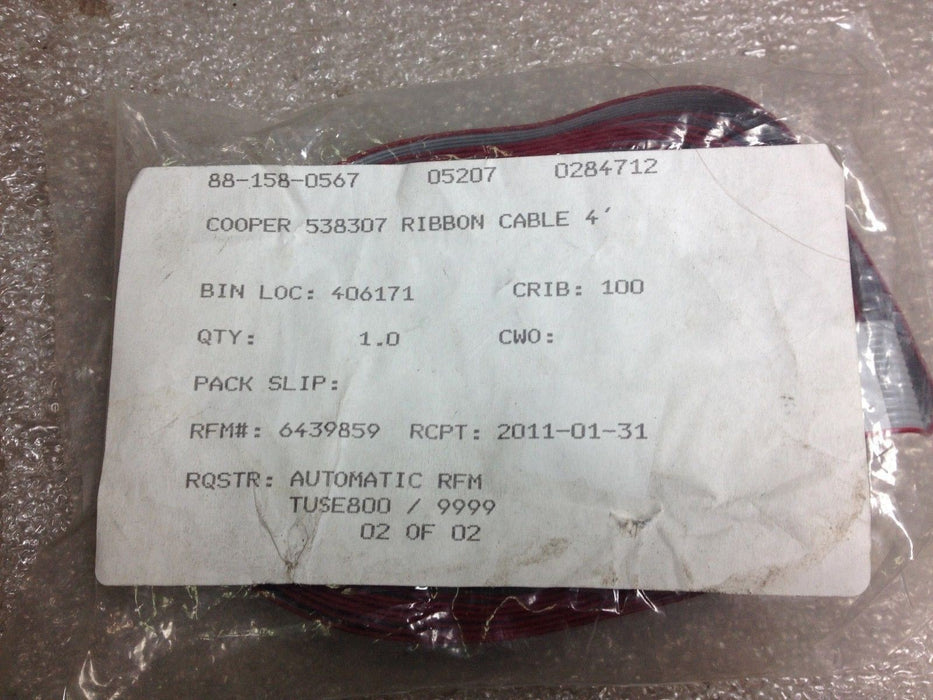 88-158-0567 05207 0284712
COOPER 538307 RIBBON CABLE 4'
BIN LOC: 406171 CRIB: 100
QTY: 1.0 CWO:
PACK SLIP:
RFM#: 6439859 RCPT: 2011-01-31
RQSTR: AUTOMATIC RFM
TUSE800 / 9999
02 OF 02